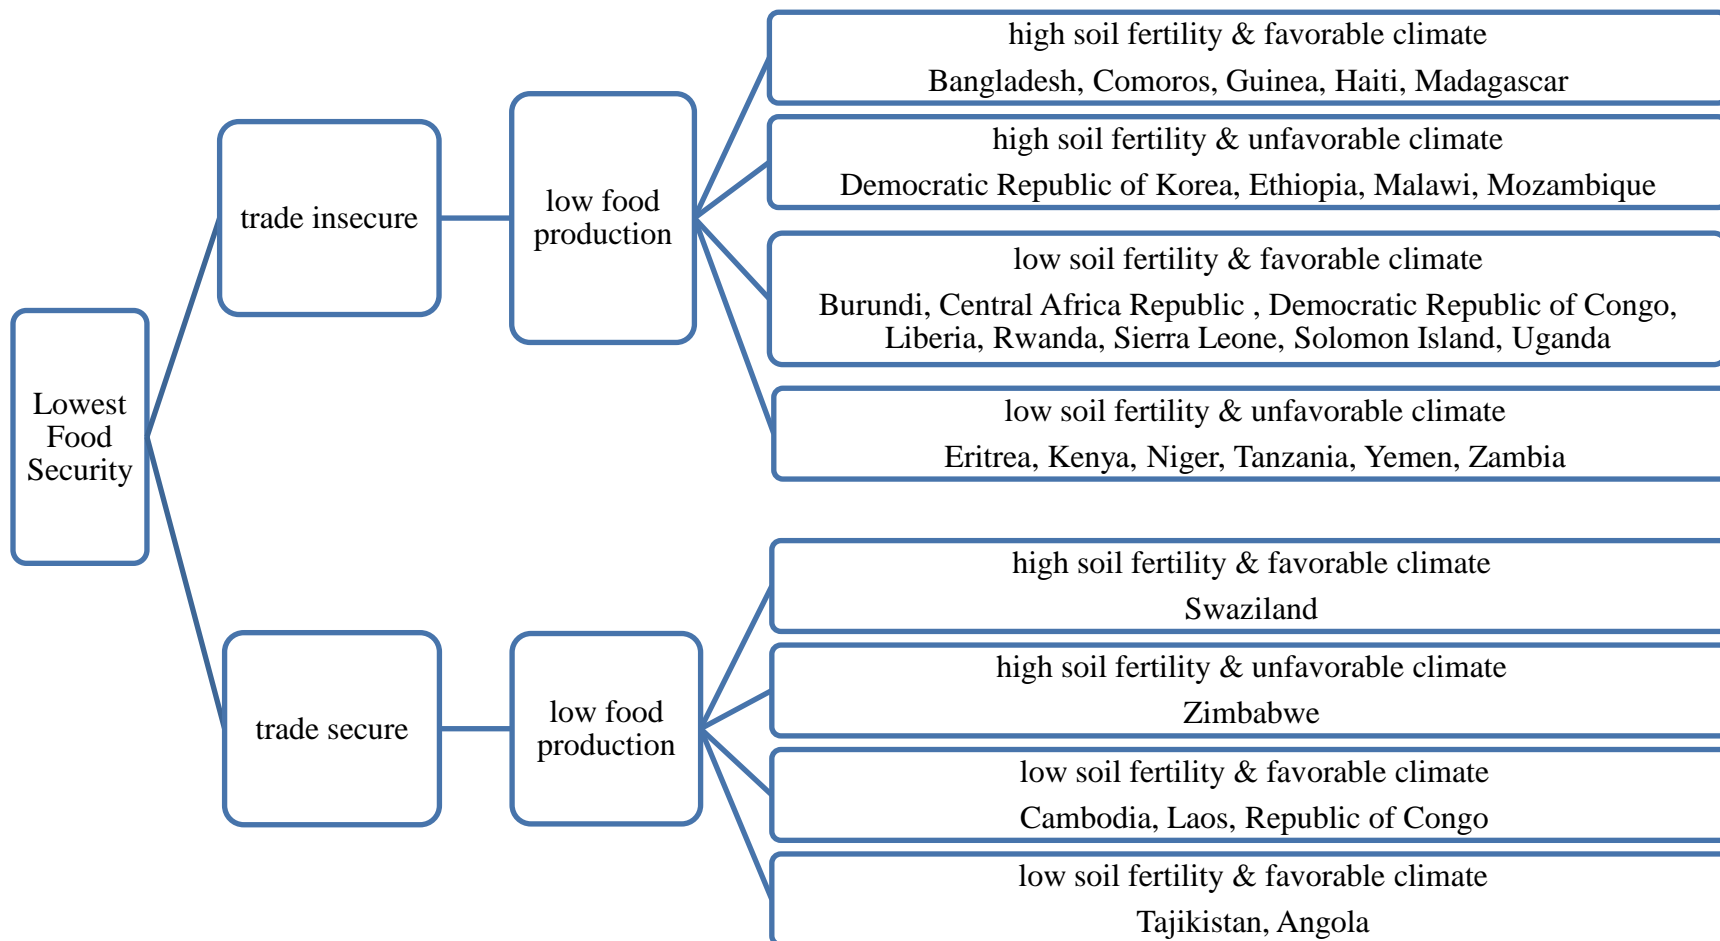 Lowest
Food
Security
trade insecure
low food
production
high soil fertility & favorable climate
Bangladesh, Comoros, Guinea, Haiti, Madagascar
high soil fertility & unfavorable climate
Democratic Republic of Korea, Ethiopia, Malawi, Mozambique
low soil fertility & favorable climate
Burundi, Central Africa Republic , Democratic Republic of Congo,
Liberia, Rwanda, Sierra Leone, Solomon Island, Uganda
low soil fertility & unfavorable climate
Eritrea, Kenya, Niger, Tanzania, Yemen, Zambia
trade secure
low food
production
high soil fertility & favorable climate
Swaziland
high soil fertility & unfavorable climate
Zimbabwe
low soil fertility & favorable climate
Cambodia, Laos, Republic of Congo
low soil fertility & favorable climate
Tajikistan, Angola